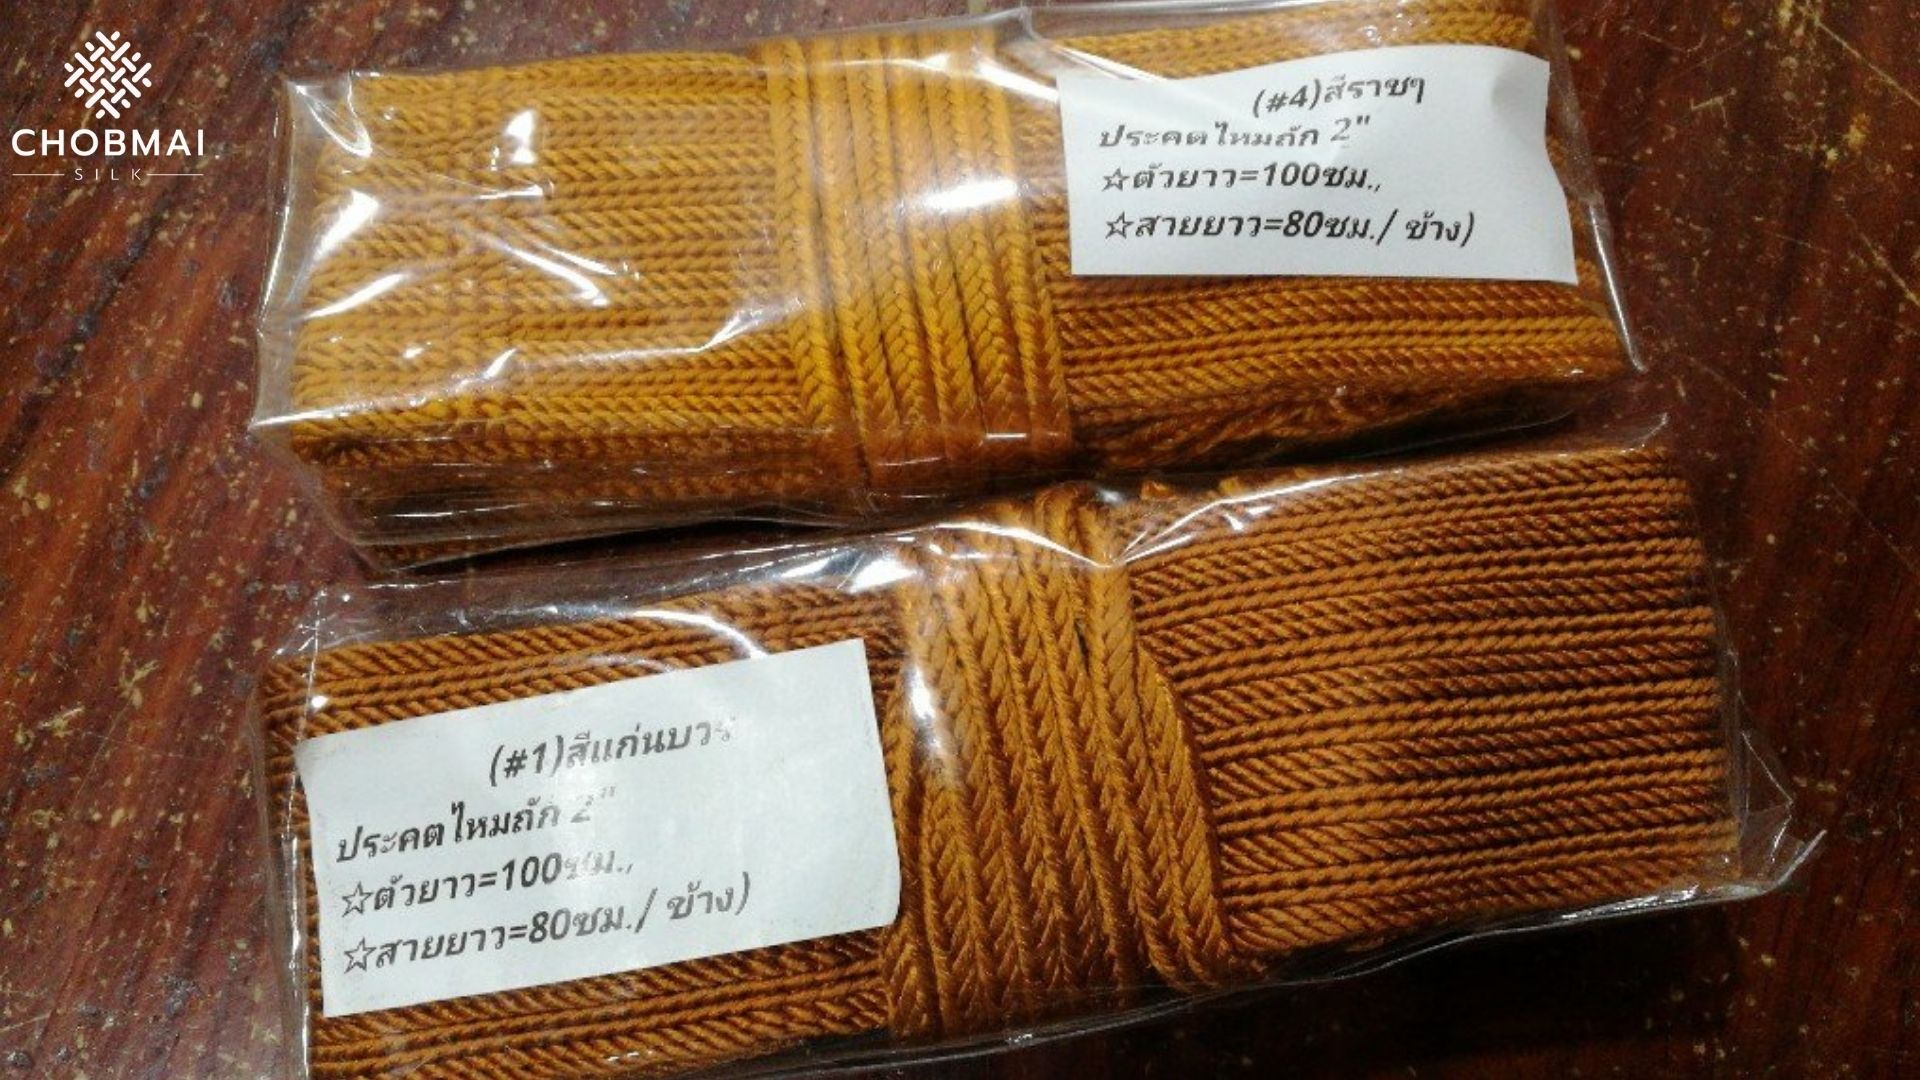 CHOBMAI
SILK
(#4)สีราชๆ
ประคตไหมถัก 2"
☆ตัวยาว=100ซม.,
☆สายยาว=80ซม./ ข้าง)
(#1)สีแก่นบวร
ประคตไหมถัก 2"
☆ตัวยาว=100ซม.,
☆สายยาว=80ซม./ ข้าง)